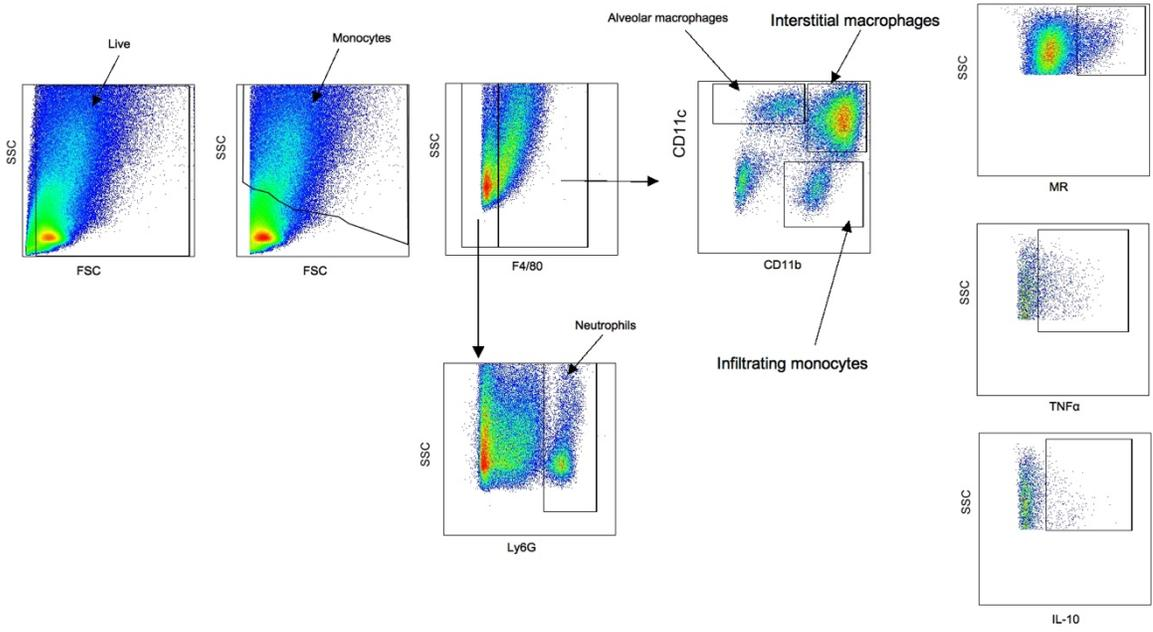 Live
SSC
FSC
Monocytes
SSC
FSC
SSC
F4/80
Alveolar macrophages
Interstitial macrophages
CD11c
CD11b
Infiltrating monocytes
Neutrophils
SSC
Ly6G
SSC
MR
SSC
TNFα
SSC
IL-10